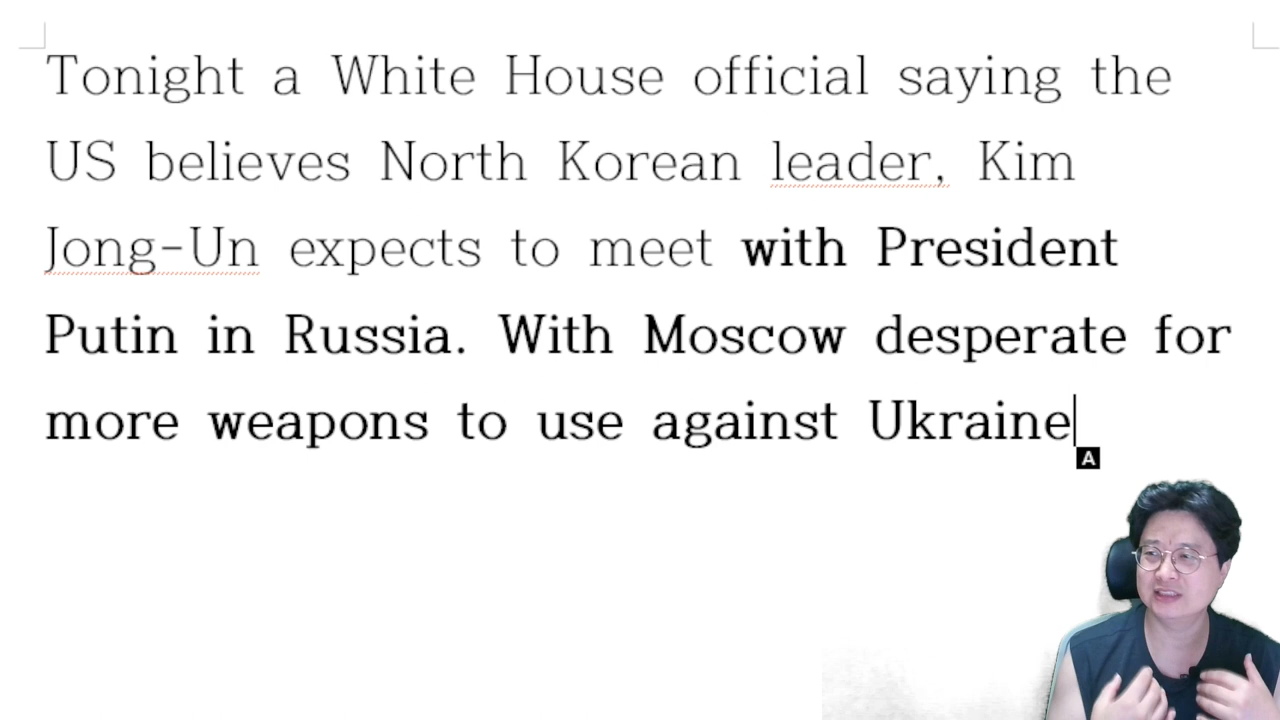 Tonight a White House official saying the
US believes North Korean leader, Kim
Jong-Un expects to meet with President
Putin in Russia. With Moscow desperate for
more weapons to use against Ukraine
A